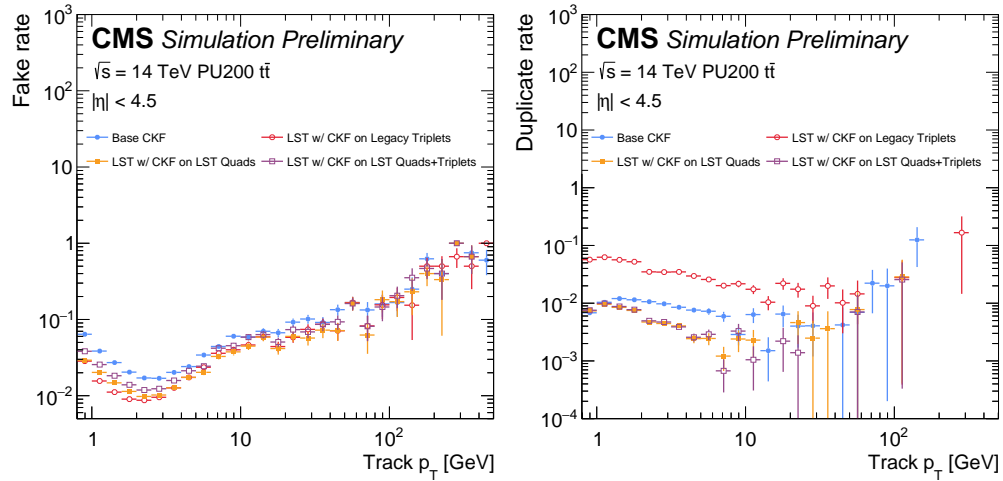 CMS Simulation Preliminary
√s = 14 TeV PU200 tt̄
|η| < 4.5
Base CKF
LST w/ CKF on Legacy Triplets
LST w/ CKF on LST Quads
LST w/ CKF on LST Quads+Triplets
Fake rate
10³
10²
10
1
10⁻¹
10⁻²
1
10
10²
Track p_T [GeV]
CMS Simulation Preliminary
√s = 14 TeV PU200 tt̄
|η| < 4.5
Base CKF
LST w/ CKF on Legacy Triplets
LST w/ CKF on LST Quads
LST w/ CKF on LST Quads+Triplets
Duplicate rate
10³
10²
10
1
10⁻¹
10⁻²
10⁻³
10⁻⁴
1
10
10²
Track p_T [GeV]